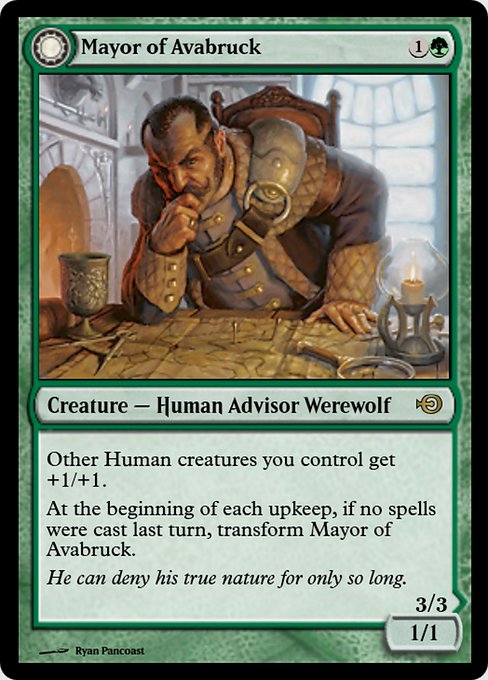 Mayor of Avabruck
1
Creature — Human Advisor Werewolf
Other Human creatures you control get
+1/+1.
At the beginning of each upkeep, if no spells
were cast last turn, transform Mayor of
Avabruck.
He can deny his true nature for only so long.
3/3
1/1
Ryan Pancoast